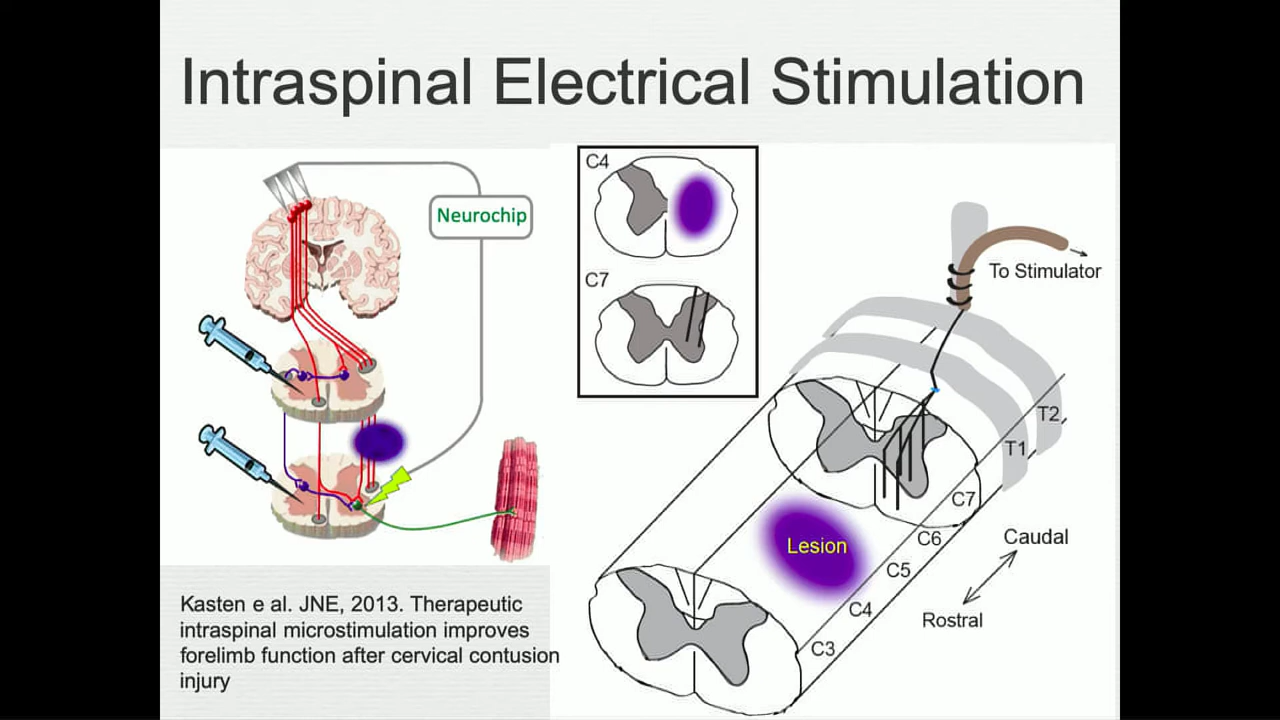 Intraspinal Electrical Stimulation
Neurochip
C4
C7
To Stimulator
T2
T1
C7
C6
C5
C4
C3
Lesion
Caudal
Rostral
Kasten e al. JNE, 2013. Therapeutic
intraspinal microstimulation improves
forelimb function after cervical contusion
injury